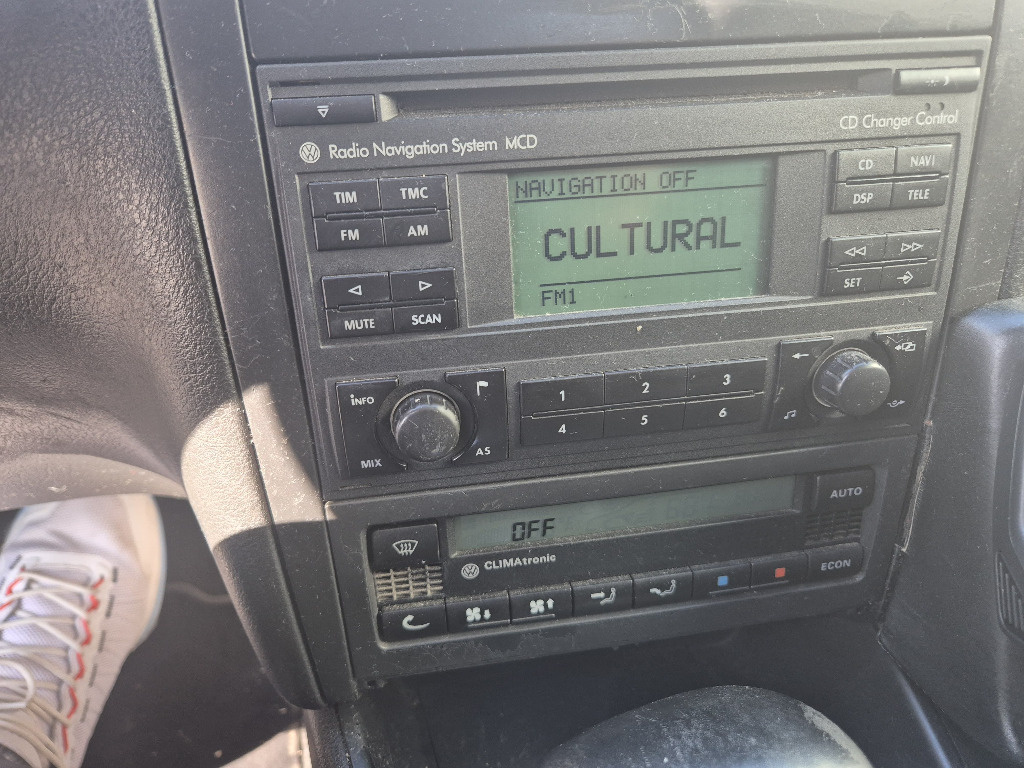 Radio Navigation System MCD
CD Changer Control
TIM TMC
FM AM
MUTE SCAN
NAVIGATION OFF
CULTURAL
FM1
CD NAVI
DSP TELE
SET
INFO
MIX AS
1 2 3
4 5 6
OFF
AUTO
CLIMAtronic
ECON